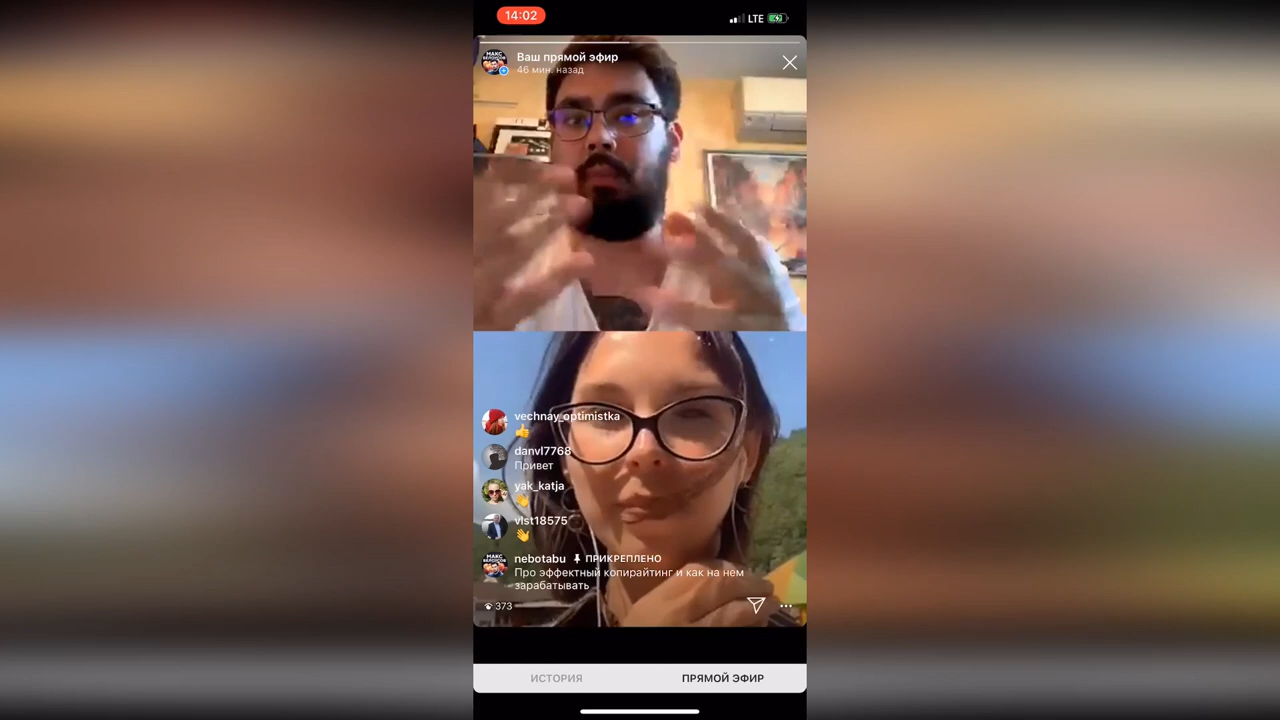 14:02
LTE
Ваш прямой эфир
46 мин. назад
vechnay_optimistka
👍
danvl7768
Привет
yak_katja
👋
vlst18575
👋
nebotabu ПРИКРЕПЛЕНО
Про эффектный копирайтинг и как на нем
зарабатывать
373
ИСТОРИЯ
ПРЯМОЙ ЭФИР